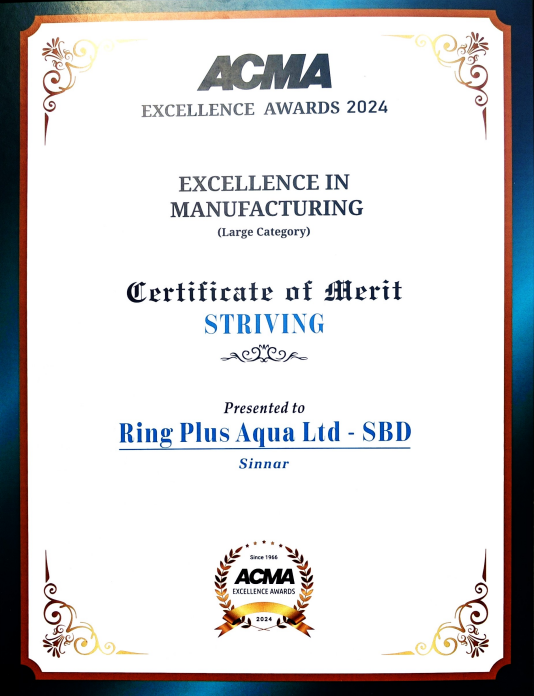 ACMA
EXCELLENCE AWARDS 2024
EXCELLENCE IN
MANUFACTURING
(Large Category)
Certificate of Merit
STRIVING
Presented to
Ring Plus Aqua Ltd - SBD
Sinnar
Since 1966
ACMA
EXCELLENCE AWARDS
2024